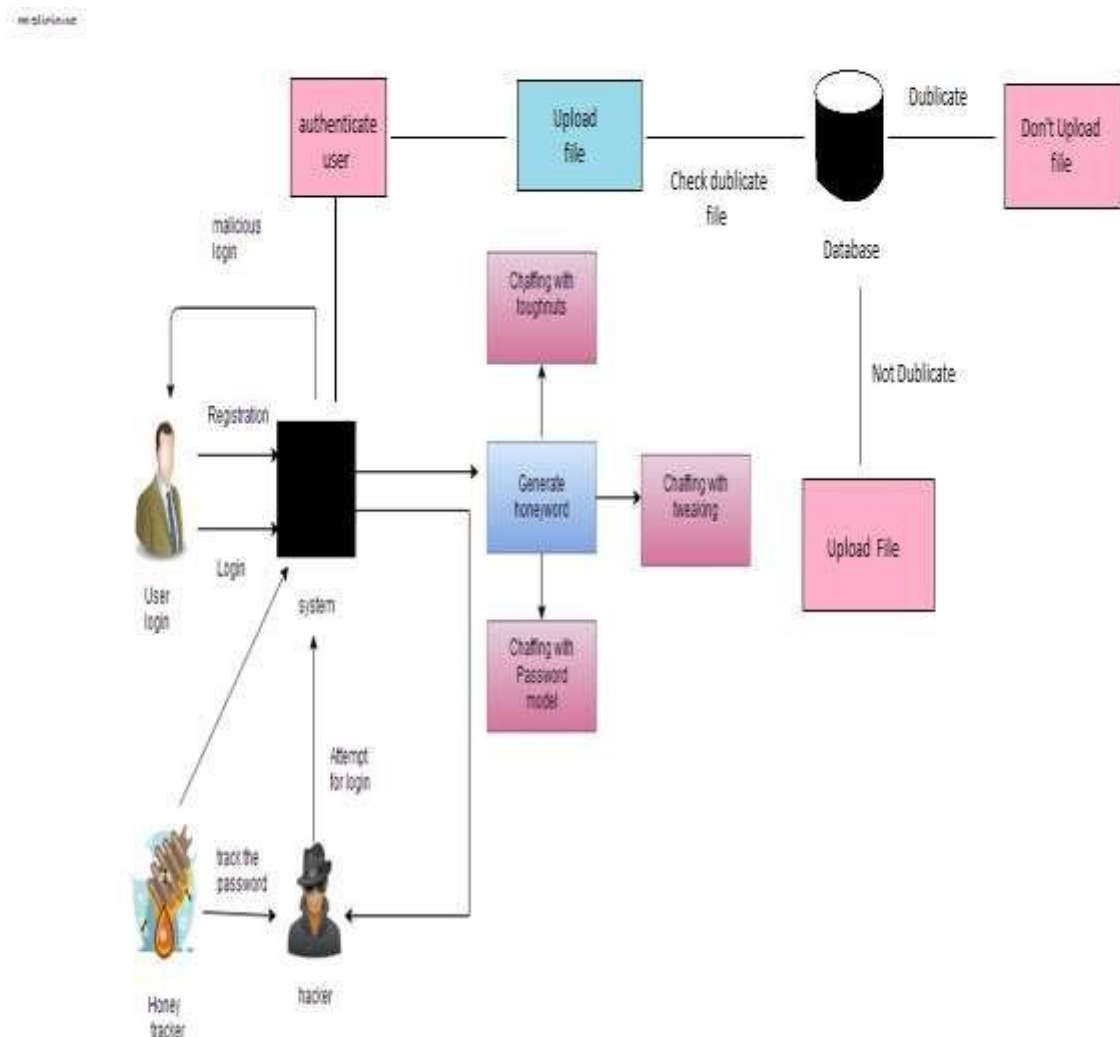 authenticate
user
Upload
file
Dublicate
Don't Upload
file
Check dublicate
file
Database
malicious
login
Chaffing with
toughnuts
Not Dublicate
Registration
Generate
honeyword
Chaffing with
tweaking
Upload File
Login
User
login
system
Chaffing with
Password
model
Attempt
for login
track the
password
hacker
Honey
tracker